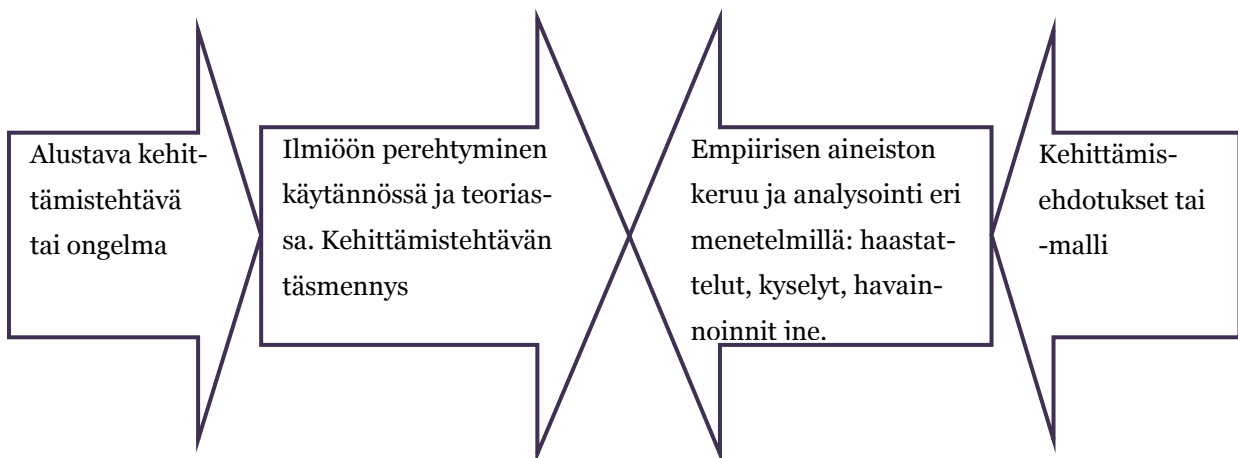 Alustava kehit-
tämistehtävä
tai ongelma
Ilmiöön perehtyminen
käytännössä ja teorias-
sa. Kehittämistehtävän
täsmennys
Empiirisen aineiston
keruu ja analysointi eri
menetelmillä: haastat-
telut, kyselyt, havain-
noinnit jne.
Kehittämis-
ehdotukset tai
-malli